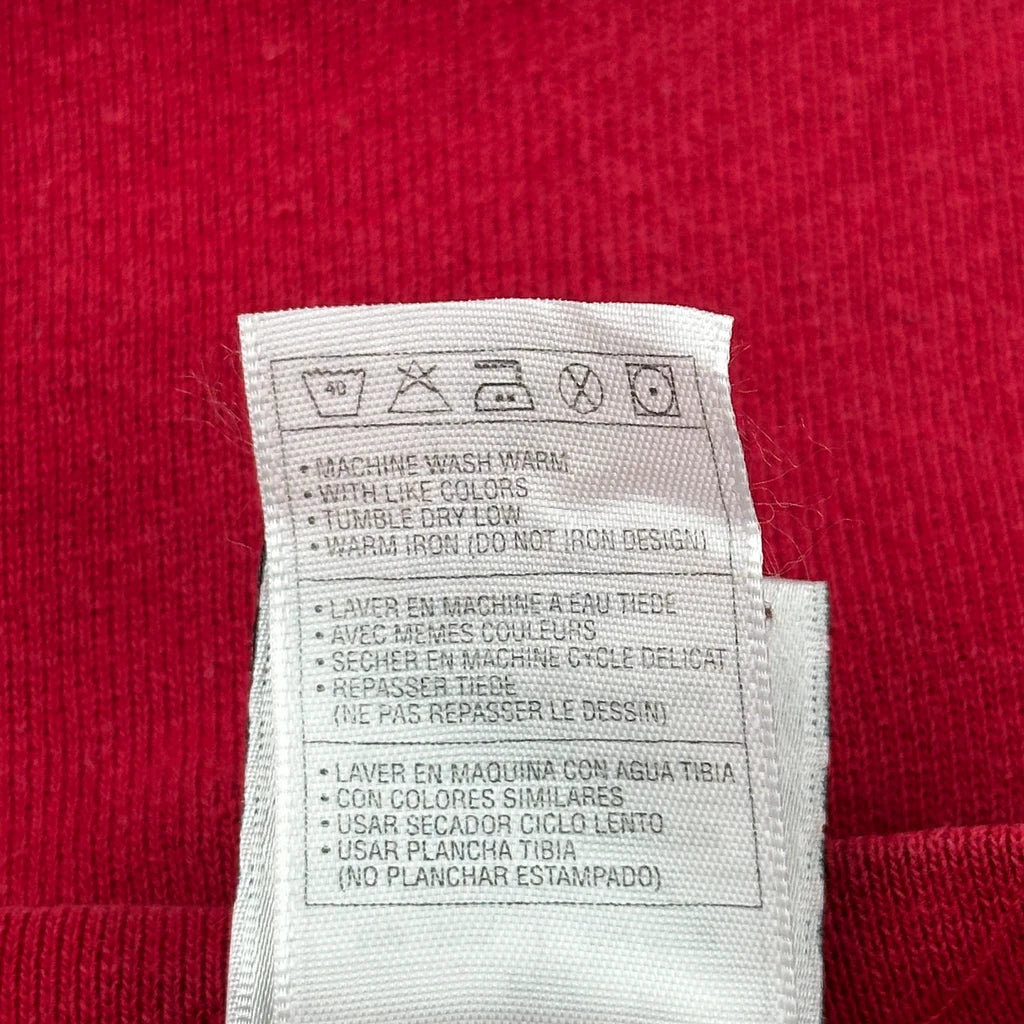 40
• MACHINE WASH WARM
• WITH LIKE COLORS
• TUMBLE DRY LOW
• WARM IRON (DO NOT IRON DESIGN)
• LAVER EN MACHINE A EAU TIEDE
• AVEC MEMES COULEURS
• SECHER EN MACHINE CYCLE DELICAT
• REPASSER TIEDE
(NE PAS REPASSER LE DESSIN)
• LAVER EN MAQUINA CON AGUA TIBIA
• CON COLORES SIMILARES
• USAR SECADOR CICLO LENTO
• USAR PLANCHA TIBIA
(NO PLANCHAR ESTAMPADO)